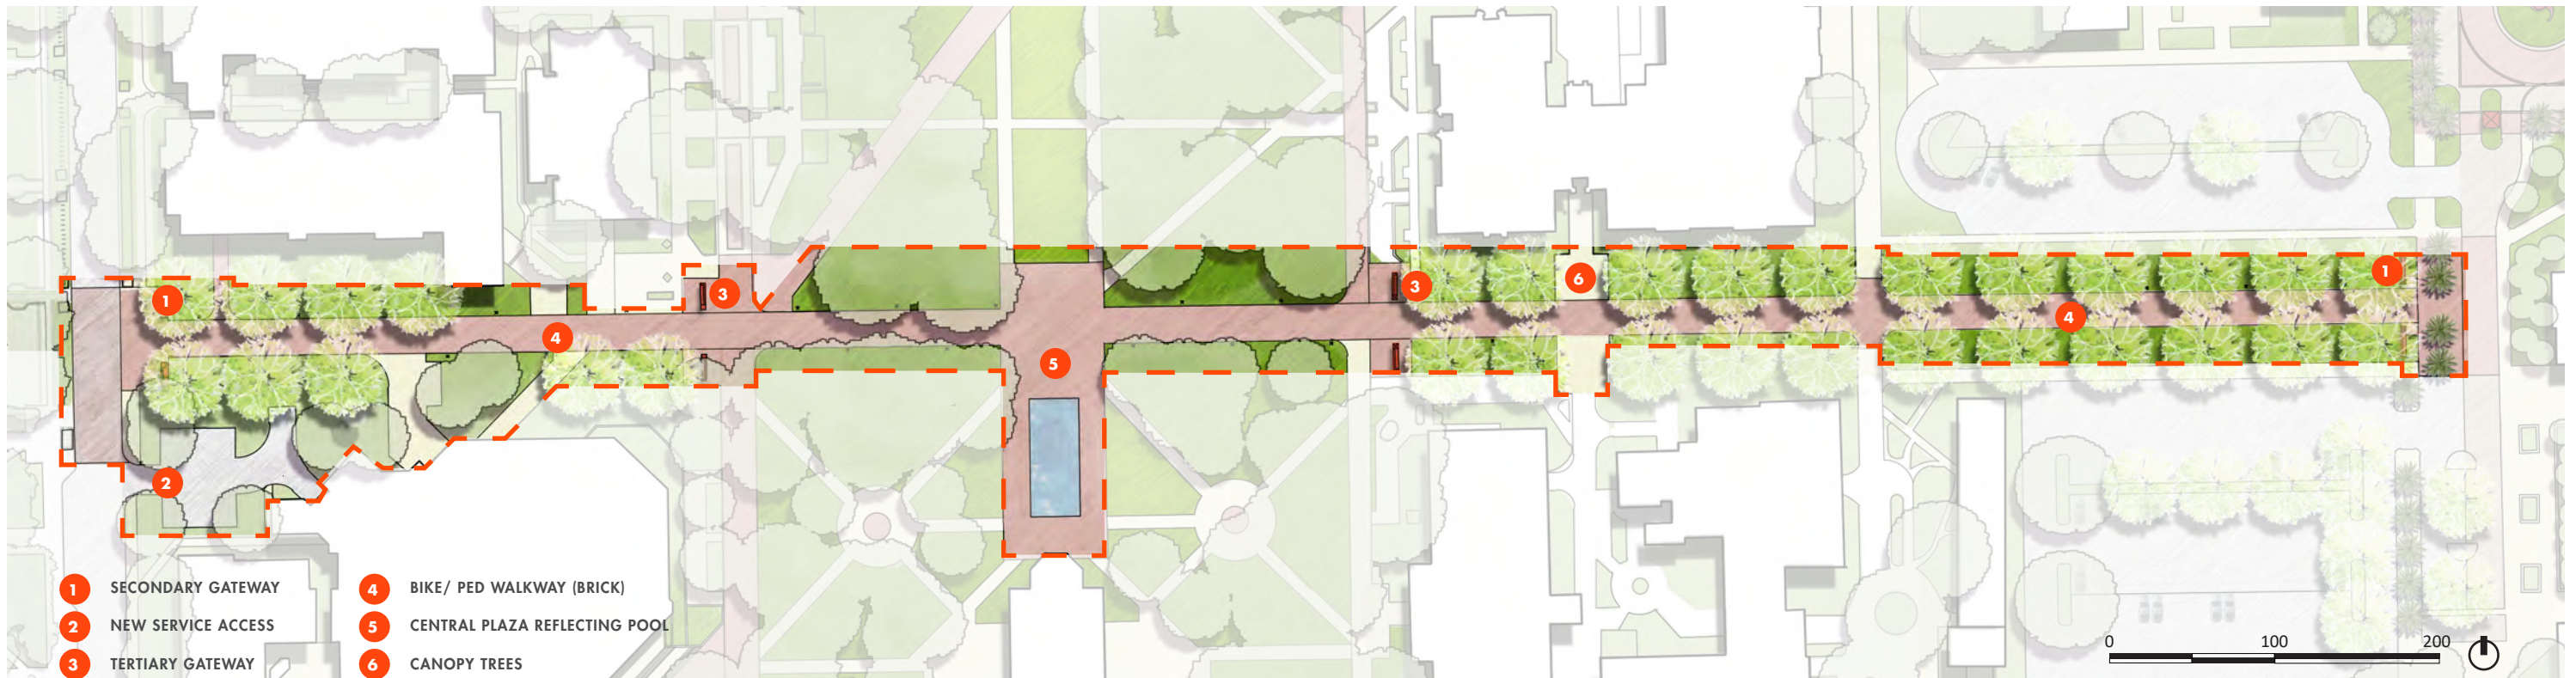 1
6
3
3
1
4
4
5
2
1 SECONDARY GATEWAY
2 NEW SERVICE ACCESS
3 TERTIARY GATEWAY
4 BIKE/ PED WALKWAY (BRICK)
5 CENTRAL PLAZA REFLECTING POOL
6 CANOPY TREES
0 100 200